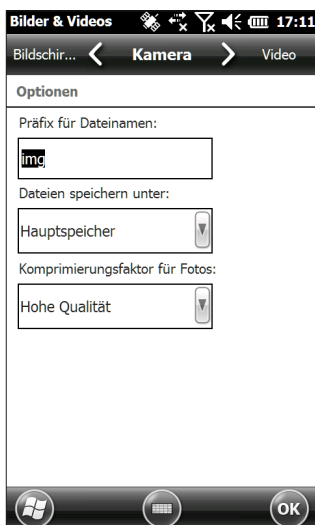 Bilder & Videos 17:11
Bildschir... Kamera Video
Optionen
Präfix für Dateinamen:
img
Dateien speichern unter:
Hauptspeicher
Komprimierungsfaktor für Fotos:
Hohe Qualität
OK